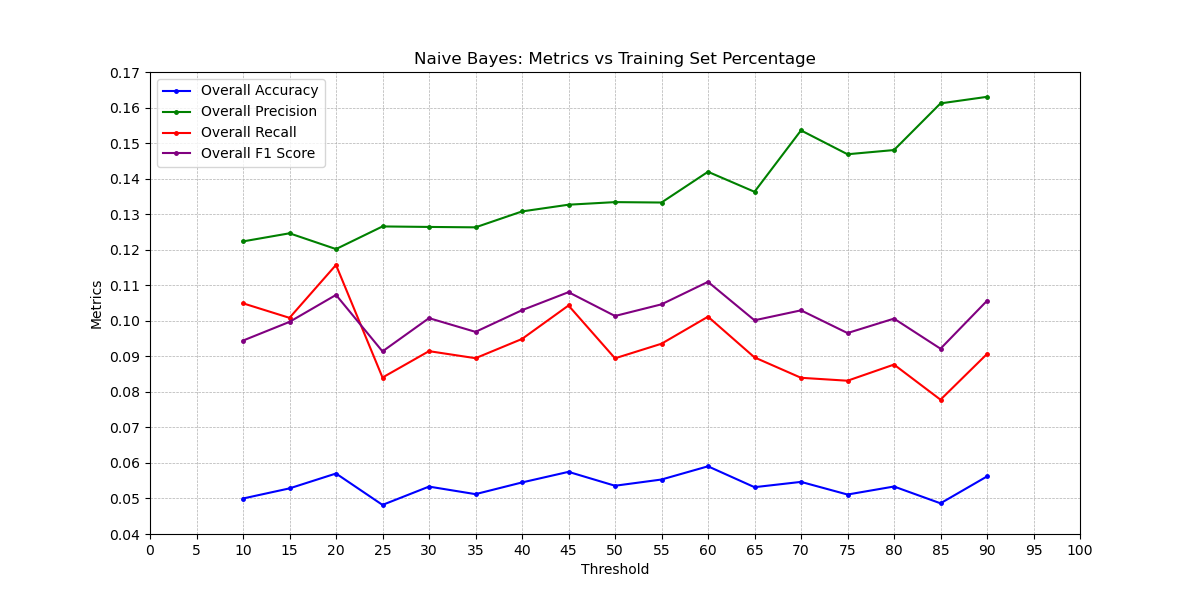 Naive Bayes: Metrics vs Training Set Percentage
0.17
0.16
0.15
0.14
0.13
0.12
0.11
0.10
0.09
0.08
0.07
0.06
0.05
0.04
Metrics
Overall Accuracy
Overall Precision
Overall Recall
Overall F1 Score
0 5 10 15 20 25 30 35 40 45 50 55 60 65 70 75 80 85 90 95 100
Threshold